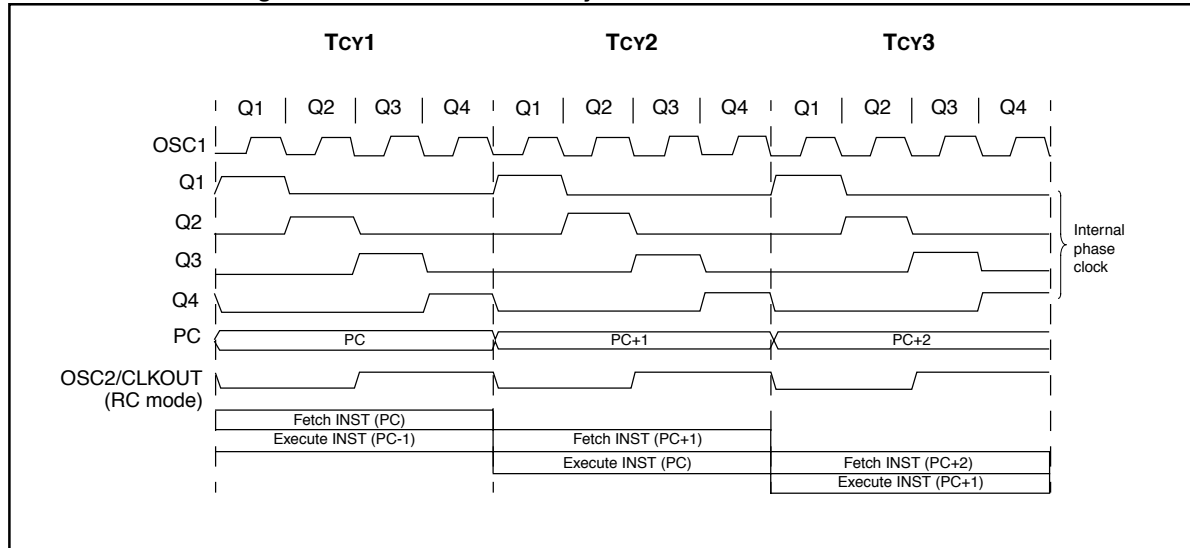 TCY1 TCY2 TCY3
Q1 Q2 Q3 Q4 Q1 Q2 Q3 Q4 Q1 Q2 Q3 Q4
OSC1
Q1
Q2
Internal
phase
clock
Q3
Q4
PC PC PC+1 PC+2
OSC2/CLKOUT
(RC mode)
Fetch INST (PC)
Execute INST (PC-1) Fetch INST (PC+1)
Execute INST (PC) Fetch INST (PC+2)
Execute INST (PC+1)